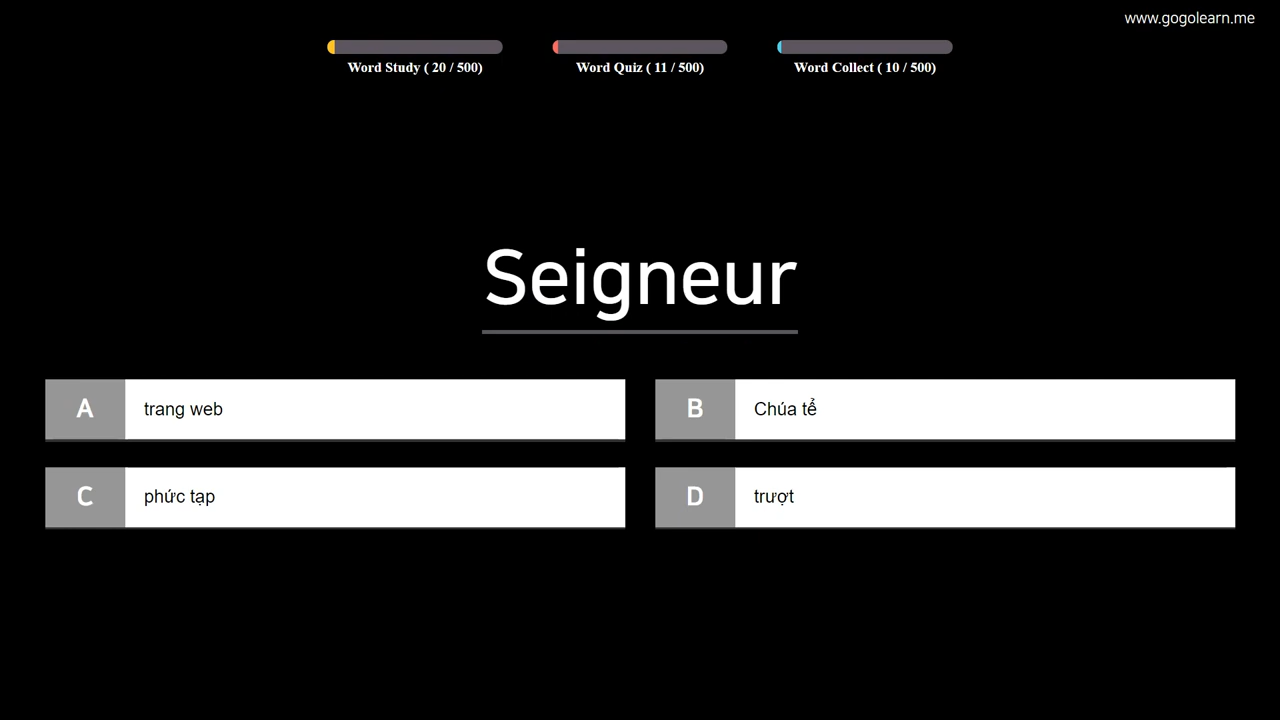 www.gogolearn.me
Word Study ( 20 / 500)
Word Quiz ( 11 / 500)
Word Collect ( 10 / 500)
Seigneur
A trang web
B Chúa tể
C phức tạp
D trượt